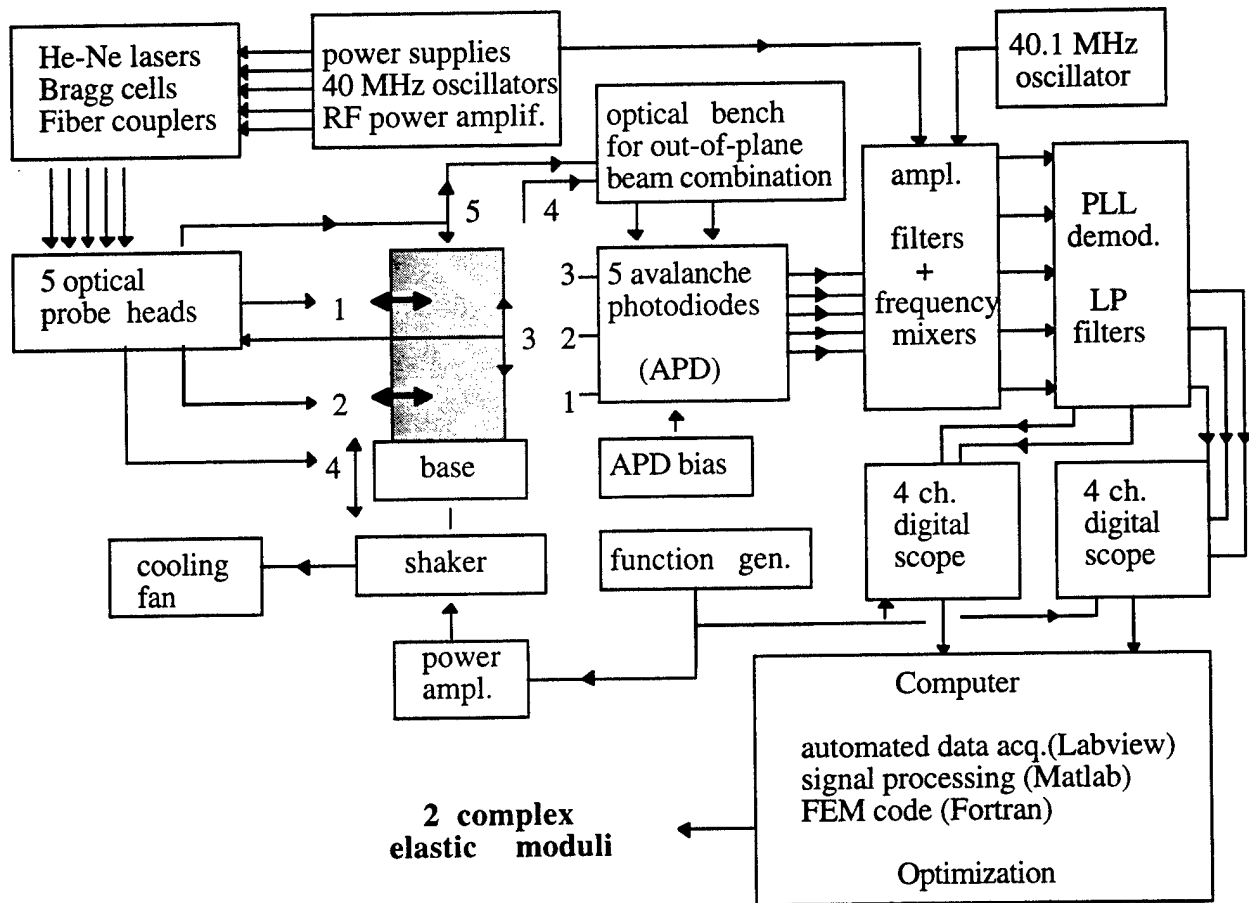 He-Ne lasers
Bragg cells
Fiber couplers
power supplies
40 MHz oscillators
RF power amplif.
40.1 MHz
oscillator
optical bench
for out-of-plane
beam combination
ampl.
filters
+
frequency
mixers
PLL
demod.
LP
filters
5
4
5 optical
probe heads
1
2
3
4
3
2
1
5 avalanche
photodiodes
(APD)
base
APD bias
4 ch.
digital
scope
4 ch.
digital
scope
cooling
fan
shaker
function gen.
power
ampl.
Computer
automated data acq.(Labview)
signal processing (Matlab)
FEM code (Fortran)
Optimization
2 complex
elastic moduli